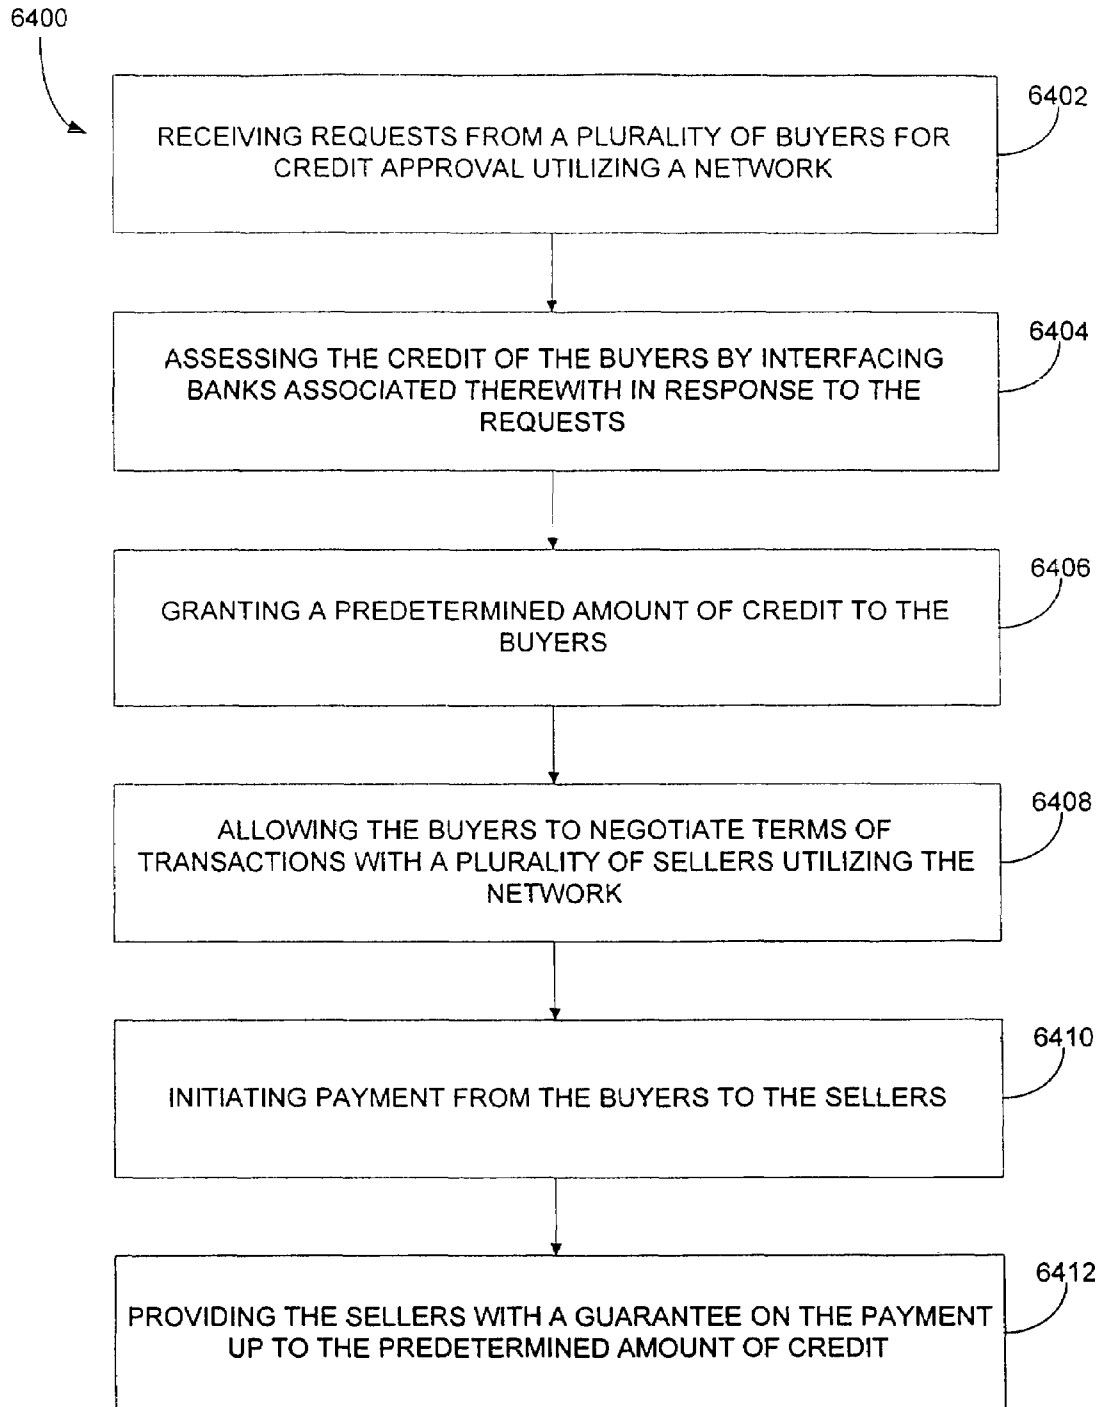 6400
6402
RECEIVING REQUESTS FROM A PLURALITY OF BUYERS FOR
CREDIT APPROVAL UTILIZING A NETWORK
6404
ASSESSING THE CREDIT OF THE BUYERS BY INTERFACING
BANKS ASSOCIATED THEREWITH IN RESPONSE TO THE
REQUESTS
6406
GRANTING A PREDETERMINED AMOUNT OF CREDIT TO THE
BUYERS
6408
ALLOWING THE BUYERS TO NEGOTIATE TERMS OF
TRANSACTIONS WITH A PLURALITY OF SELLERS UTILIZING THE
NETWORK
6410
INITIATING PAYMENT FROM THE BUYERS TO THE SELLERS
6412
PROVIDING THE SELLERS WITH A GUARANTEE ON THE PAYMENT
UP TO THE PREDETERMINED AMOUNT OF CREDIT